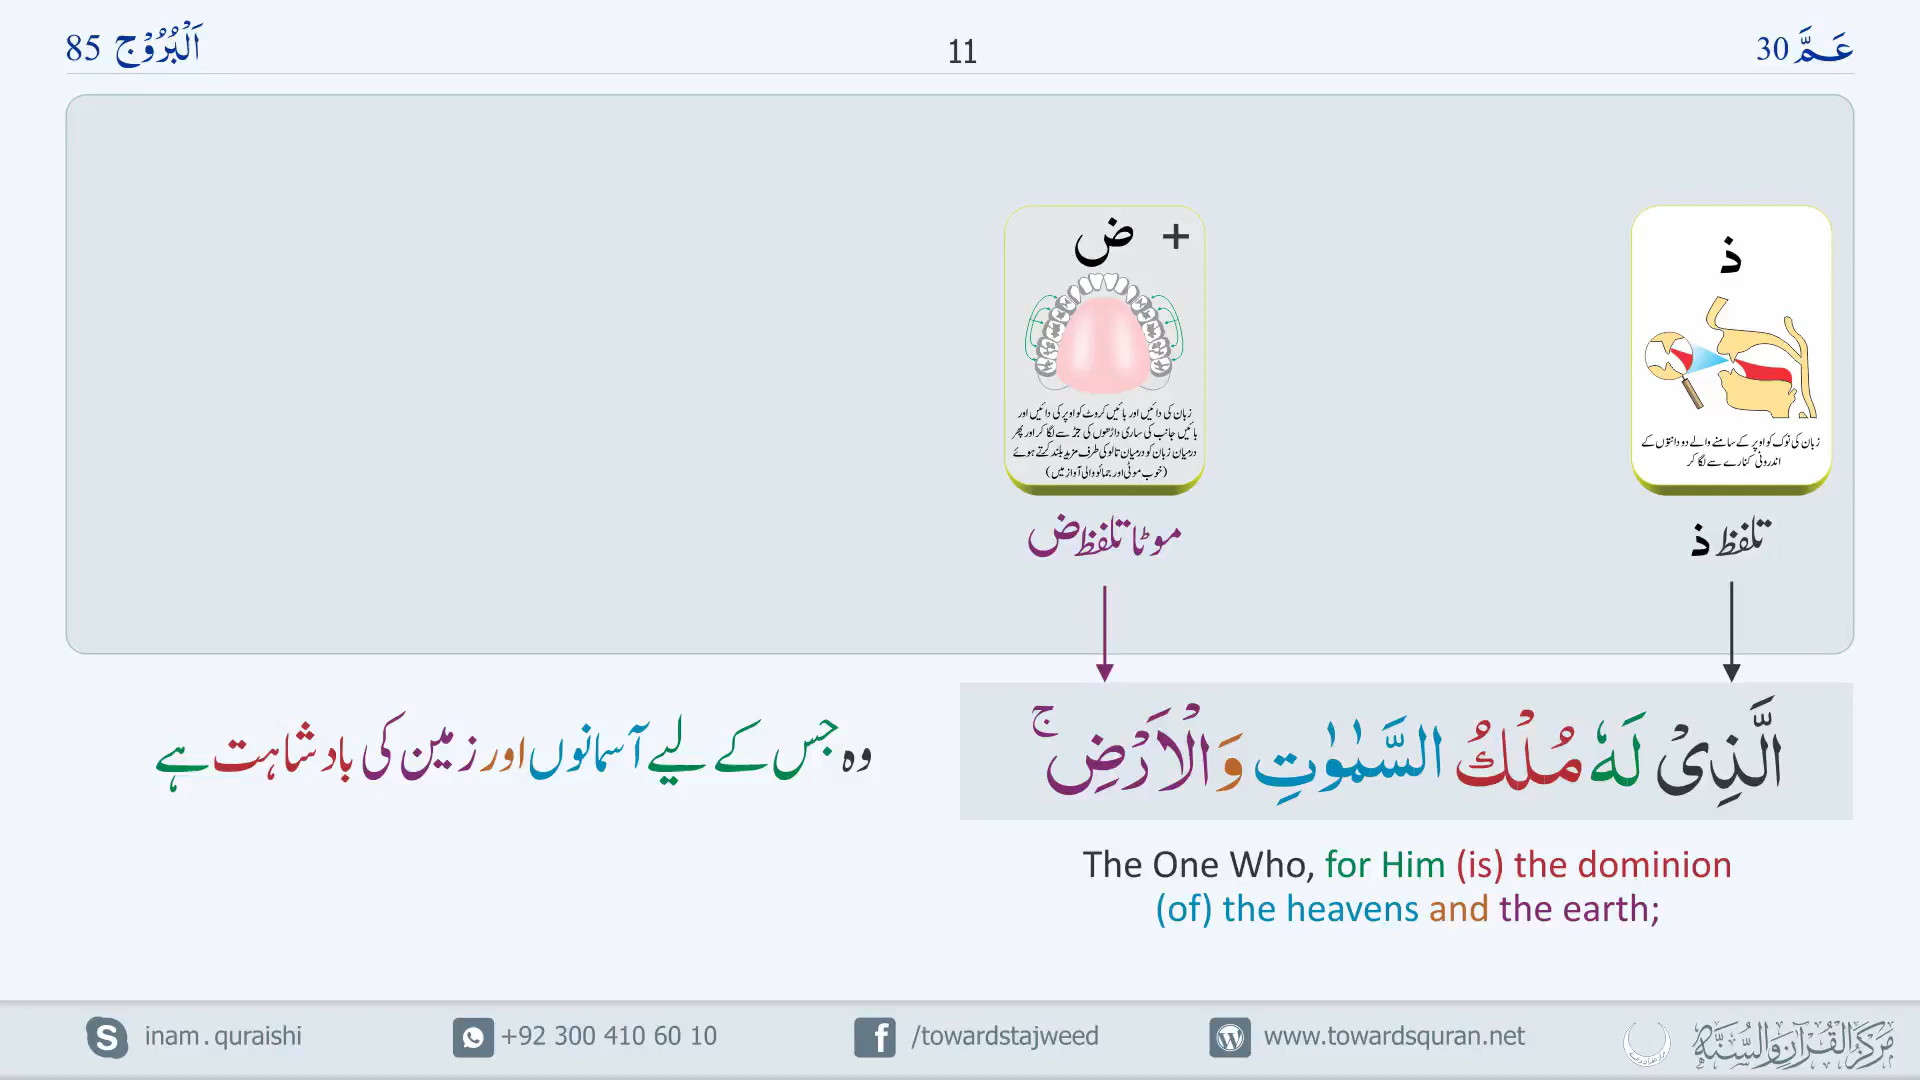 عَمَّ 30
11
اَلْبُرُوْج 85
ض +
زبان کی دائیں اور بائیں کروٹ کو اوپر کی دائیں اور
بائیں جانب کی ساری داڑھوں کی جڑ سے لگا کر اور پھر
درمیان زبان کو درمیان تالو کی طرف مزید بلند کرتے ہوئے
(خوب موٹی اور جماؤ والی آواز میں)
موٹا تلفظ ض
ذ
زبان کی نوک کو اوپر کے سامنے والے دو دانتوں کے
اندرونی کنارے سے لگا کر
تلفظ ذ
الَّذِىْ لَهٗ مُلْكُ السَّمٰوٰتِ وَالْاَرْضِ ۚ
وہ جس کے لیے آسمانوں اور زمین کی بادشاہت ہے
The One Who, for Him (is) the dominion
(of) the heavens and the earth;
inam.quraishi
+92 300 410 60 10
/towardstajweed
www.towardsquran.net
مَرْكَزُ الْقُرْآنِ وَالسُّنَّة